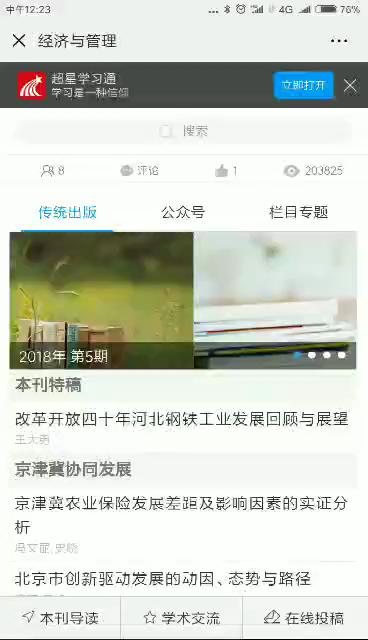 中午12:23
4G
76%
经济与管理
超星学习通
学习是一种信仰
立即打开
搜索
8
评论
1
203825
传统出版
公众号
栏目专题
2018年 第5期
本刊特稿
改革开放四十年河北钢铁工业发展回顾与展望
王大勇
京津冀协同发展
京津冀农业保险发展差距及影响因素的实证分
析
冯文丽,史晓
北京市创新驱动发展的动因、态势与路径
本刊导读
学术交流
在线投稿